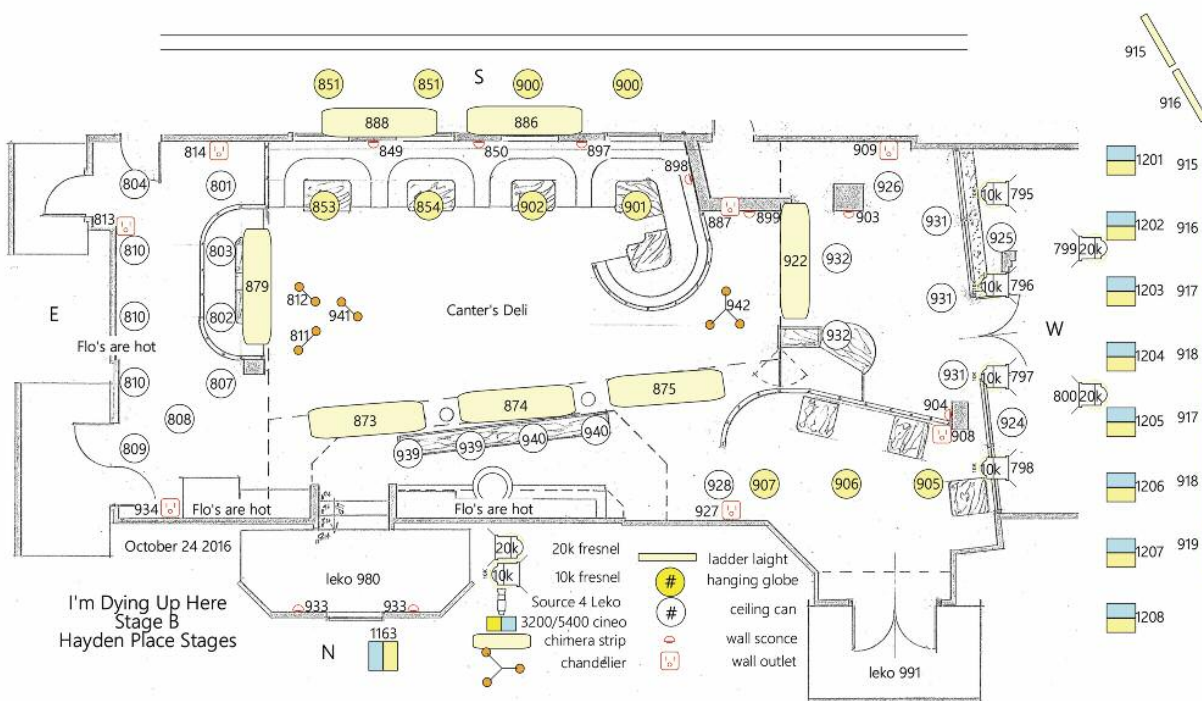 915
916
851 851 S 900 900
888 886
814 849 850 897 909
804 801 898 926 10k 795 1201 915
853 854 902 901 887 899 903 931
813 1202 916
810 803 879 922 932 925 799 20k
812 941 942 10k 796 1203 917
E 810 802 811 Canter's Deli 931 W
Flo's are hot 932 1204 918
810 807 873 874 875 931 10k 797 800 20k
808 904 924 1205 917
809 939 939 940 940 908
928 907 906 905 10k 798 1206 918
934 Flo's are hot Flo's are hot 927
October 24 2016 1207 919
leko 980
933 933
I'm Dying Up Here
Stage B
Hayden Place Stages
N 1163
20k 20k fresnel
10k 10k fresnel
Source 4 Leko
3200/5400 cineo
chimera strip
chandelier
ladder laight
# hanging globe
# ceiling can
wall sconce
wall outlet
leko 991
1208